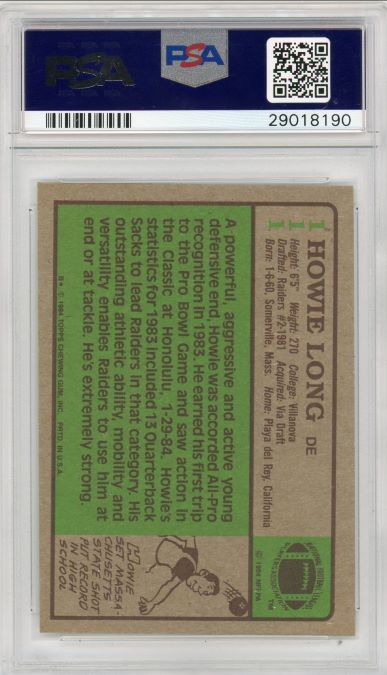 PSA
PSA
29018190
111
HOWIE LONG DE
Height: 6'5" Weight: 270 College: Villanova
Drafted: Raiders #2-1981 Acquired: Via Draft
Born: 1-6-60, Somerville, Mass. Home: Playa del Rey, California
NATIONAL FOOTBALL LEAGUE
PLAYERS ASSOCIATION
TM
© 1984 NFLPA
A powerful, aggressive and active young
defensive end, Howie was accorded All-Pro
recognition in 1983. He earned his first trip
to the Pro Bowl Game and saw action in
the classic at Honolulu, 1-29-84. Howie's
statistics for 1983 included 13 Quarterback
Sacks to lead Raiders in that category. His
outstanding athletic ability, mobility and
versatility enables Raiders to use him at
end or at tackle. He's extremely strong.
HOWIE
SET MASSA-
CHUSETTS
STATE SHOT
PUT RECORD
IN HIGH
SCHOOL
B* © 1984 TOPPS CHEWING GUM, INC. PRTD. IN U.S.A.